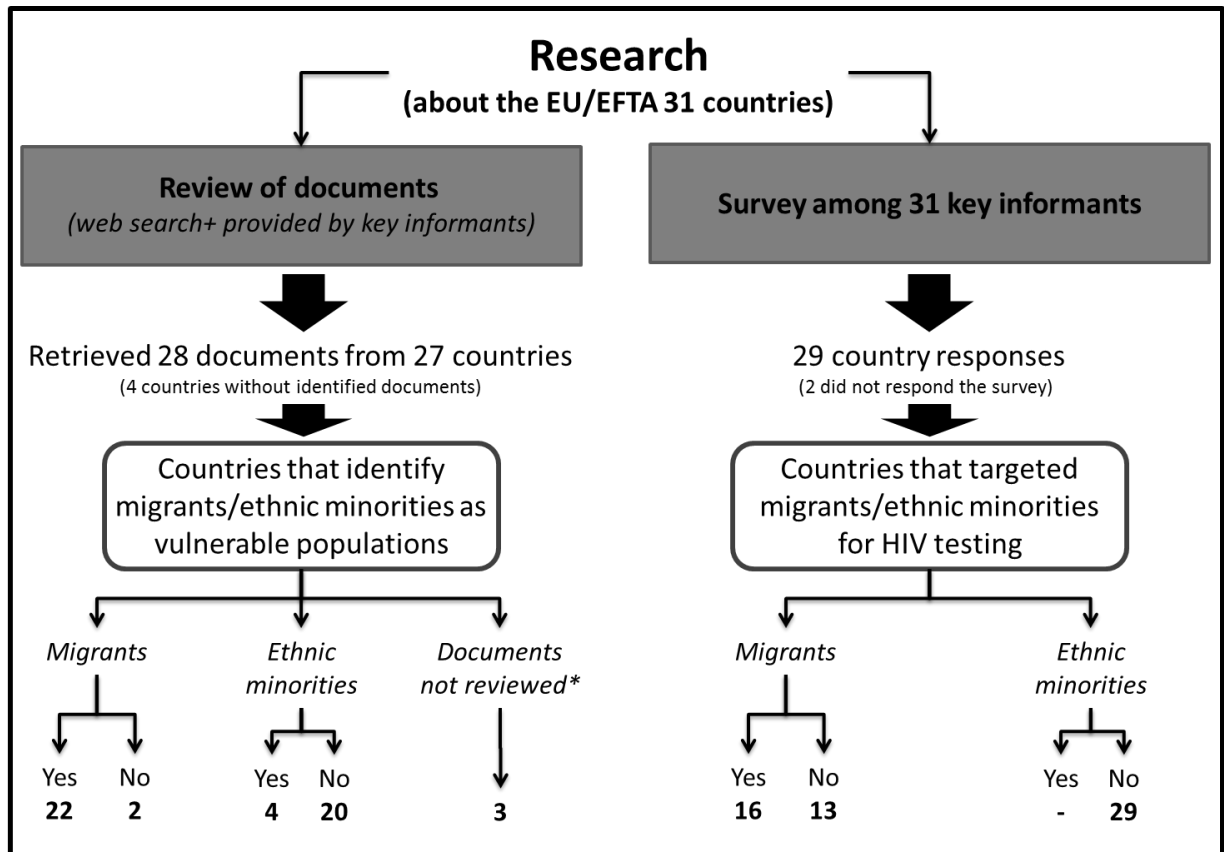 Research
(about the EU/EFTA 31 countries)
Review of documents
(web search+ provided by key informants)
Retrieved 28 documents from 27 countries
(4 countries without identified documents)
Countries that identify
migrants/ethnic minorities as
vulnerable populations
Migrants
Yes
22
No
2
Ethnic
minorities
Yes
4
No
20
Documents
not reviewed*
3
Survey among 31 key informants
29 country responses
(2 did not respond the survey)
Countries that targeted
migrants/ethnic minorities
for HIV testing
Migrants
Yes
16
No
13
Ethnic
minorities
Yes
-
No
29